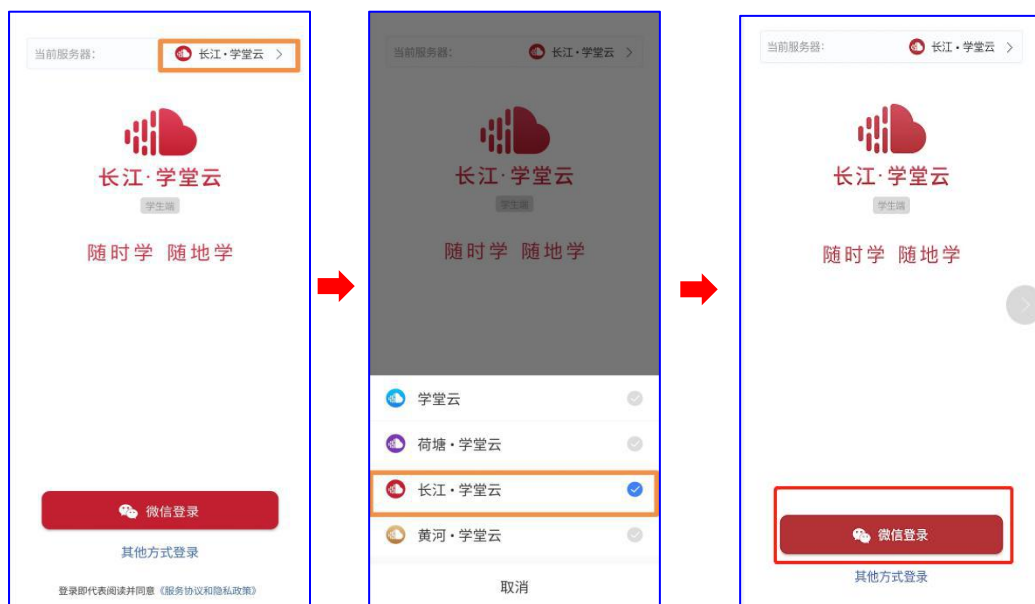 当前服务器：
长江·学堂云
长江·学堂云
学生端
随时学 随地学
微信登录
其他方式登录
登录即代表阅读并同意《服务协议和隐私政策》
当前服务器：
长江·学堂云
长江·学堂云
学生端
随时学 随地学
学堂云
荷塘·学堂云
长江·学堂云
黄河·学堂云
取消
当前服务器：
长江·学堂云
长江·学堂云
学生端
随时学 随地学
微信登录
其他方式登录